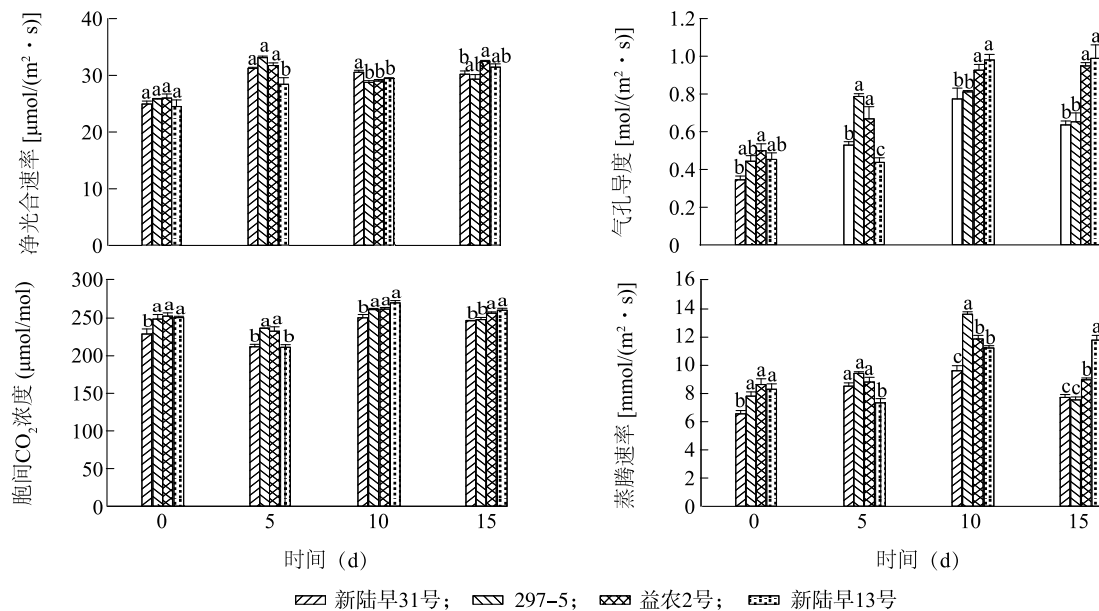 净光合速率 [μmol/(m²·s)]
40
30
20
10
0
a a a a
a a a b
a b b b
b ab a ab
气孔导度 [mol/(m²·s)]
1.2
1.0
0.8
0.6
0.4
0.2
0
b ab a ab
b a a c
b b a a
b b a a
胞间CO₂浓度 (μmol/mol)
300
250
200
150
100
50
0
b a a a
b a a b
b a a a
b b a a
0 5 10 15
时间 (d)
蒸腾速率 [mmol/(m²·s)]
16
14
12
10
8
6
4
2
0
b a a a
a a a b
c a b b
c c b a
0 5 10 15
时间 (d)
新陆早31号; 297-5; 益农2号; 新陆早13号